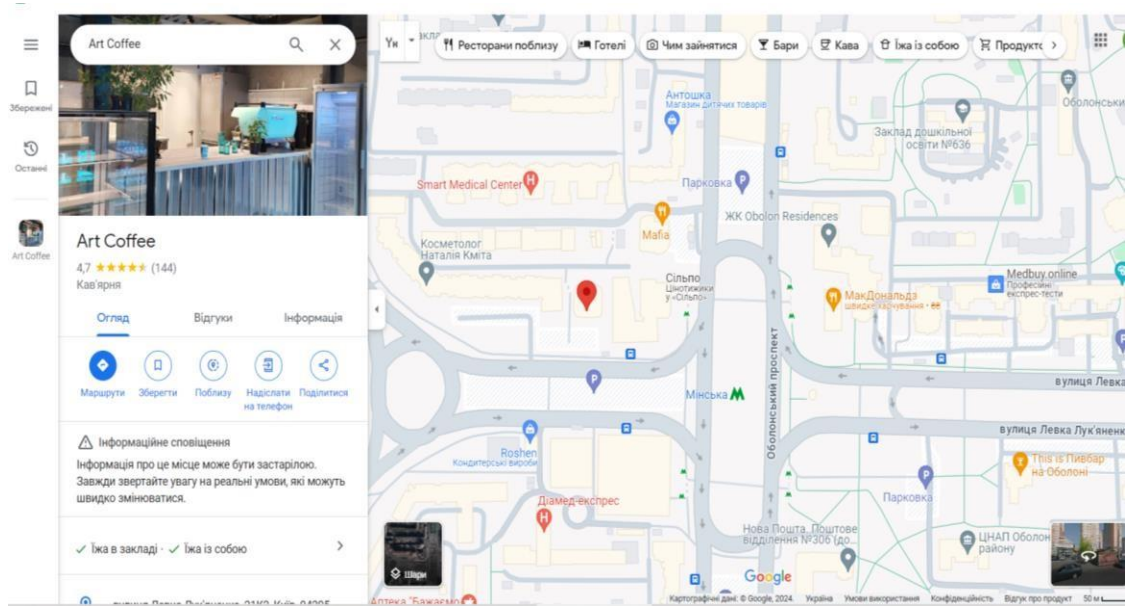 Art Coffee
Збережені
Останні
Art Coffee
Art Coffee
4,7 ★★★★★ (144)
Кав'ярня
Огляд
Відгуки
Інформація
Маршрути
Зберегти
Поблизу
Надіслати
на телефон
Поділитися
Інформаційне сповіщення
Інформація про це місце може бути застарілою.
Завжди звертайте увагу на реальні умови, які можуть
швидко змінюватися.
✓ Їжа в закладі · ✓ Їжа із собою
Ресторани поблизу
Готелі
Чим зайнятися
Бари
Кава
Їжа із собою
Антошка
Магазин дитячих товарів
Оболонськи
Заклад дошкільної
освіти №636
Smart Medical Center
Парковка
ЖК Obolon Residences
Mafia
Косметолог
Наталія Кміта
Сільпо
Цінотижики
у «Сільпо»
МакДональдз
швидке харчування
Medbuy.online
Професійні
експрес-тести
Мінська
Оболонський проспект
вулиця Левка
вулиця Левка Лук'яненк
Roshen
Кондитерські вироби
This is Пивбар
на Оболоні
Діамед-експрес
Парковка
Нова Пошта. Поштове
відділення №306 (до...
ЦНАП Оболон
району
Шари
Google
Аптека "Бажаємо
Картографічні дані: © Google, 2024
Україна
Умови використання
Конфіденційність
Відгук про продукт
50 м